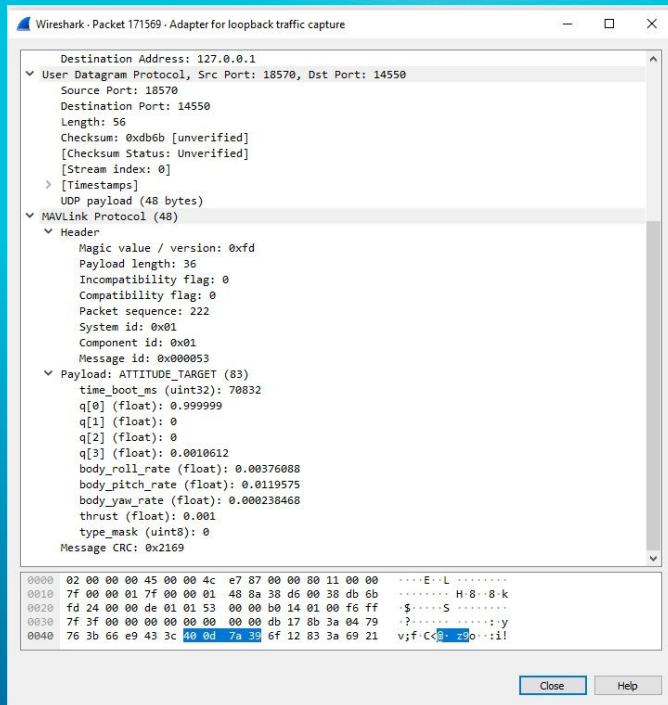 Wireshark · Packet 171569 · Adapter for loopback traffic capture
Destination Address: 127.0.0.1
User Datagram Protocol, Src Port: 18570, Dst Port: 14550
Source Port: 18570
Destination Port: 14550
Length: 56
Checksum: 0xdb6b [unverified]
[Checksum Status: Unverified]
[Stream index: 0]
[Timestamps]
UDP payload (48 bytes)
MAVLink Protocol (48)
Header
Magic value / version: 0xfd
Payload length: 36
Incompatibility flag: 0
Compatibility flag: 0
Packet sequence: 222
System id: 0x01
Component id: 0x01
Message id: 0x000053
Payload: ATTITUDE_TARGET (83)
time_boot_ms (uint32): 70832
q[0] (float): 0.999999
q[1] (float): 0
q[2] (float): 0
q[3] (float): 0.0010612
body_roll_rate (float): 0.00376088
body_pitch_rate (float): 0.0119575
body_yaw_rate (float): 0.000238468
thrust (float): 0.001
type_mask (uint8): 0
Message CRC: 0x2169
0000 02 00 00 00 45 00 00 4c e7 87 00 00 80 11 00 00 ····E··L ········
0010 7f 00 00 01 7f 00 00 01 48 8a 38 d6 00 38 db 6b ········ H·8··8·k
0020 fd 24 00 00 de 01 01 53 00 00 b0 14 01 00 f6 ff ·$·····S ········
0030 7f 3f 00 00 00 00 00 00 00 00 db 17 8b 3a 04 79 ·?······ ·····:·y
0040 76 3b 66 e9 43 3c 40 0d 7a 39 6f 12 83 3a 69 21 v;f·C<@· z9o··:i!
Close Help